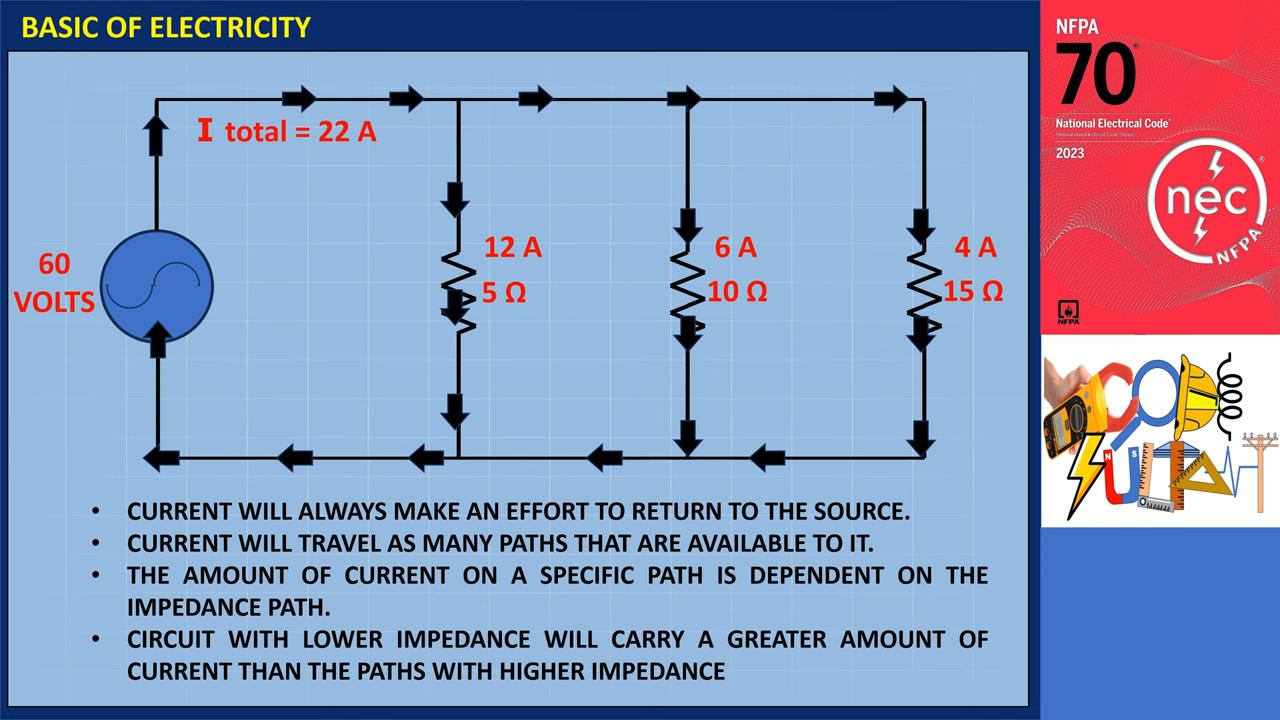 BASIC OF ELECTRICITY
I total = 22 A
60
VOLTS
12 A
5 Ω
6 A
10 Ω
4 A
15 Ω
• CURRENT WILL ALWAYS MAKE AN EFFORT TO RETURN TO THE SOURCE.
• CURRENT WILL TRAVEL AS MANY PATHS THAT ARE AVAILABLE TO IT.
• THE AMOUNT OF CURRENT ON A SPECIFIC PATH IS DEPENDENT ON THE
IMPEDANCE PATH.
• CIRCUIT WITH LOWER IMPEDANCE WILL CARRY A GREATER AMOUNT OF
CURRENT THAN THE PATHS WITH HIGHER IMPEDANCE
NFPA
70®
National Electrical Code®
2023
nec®
NFPA
NFPA
N S